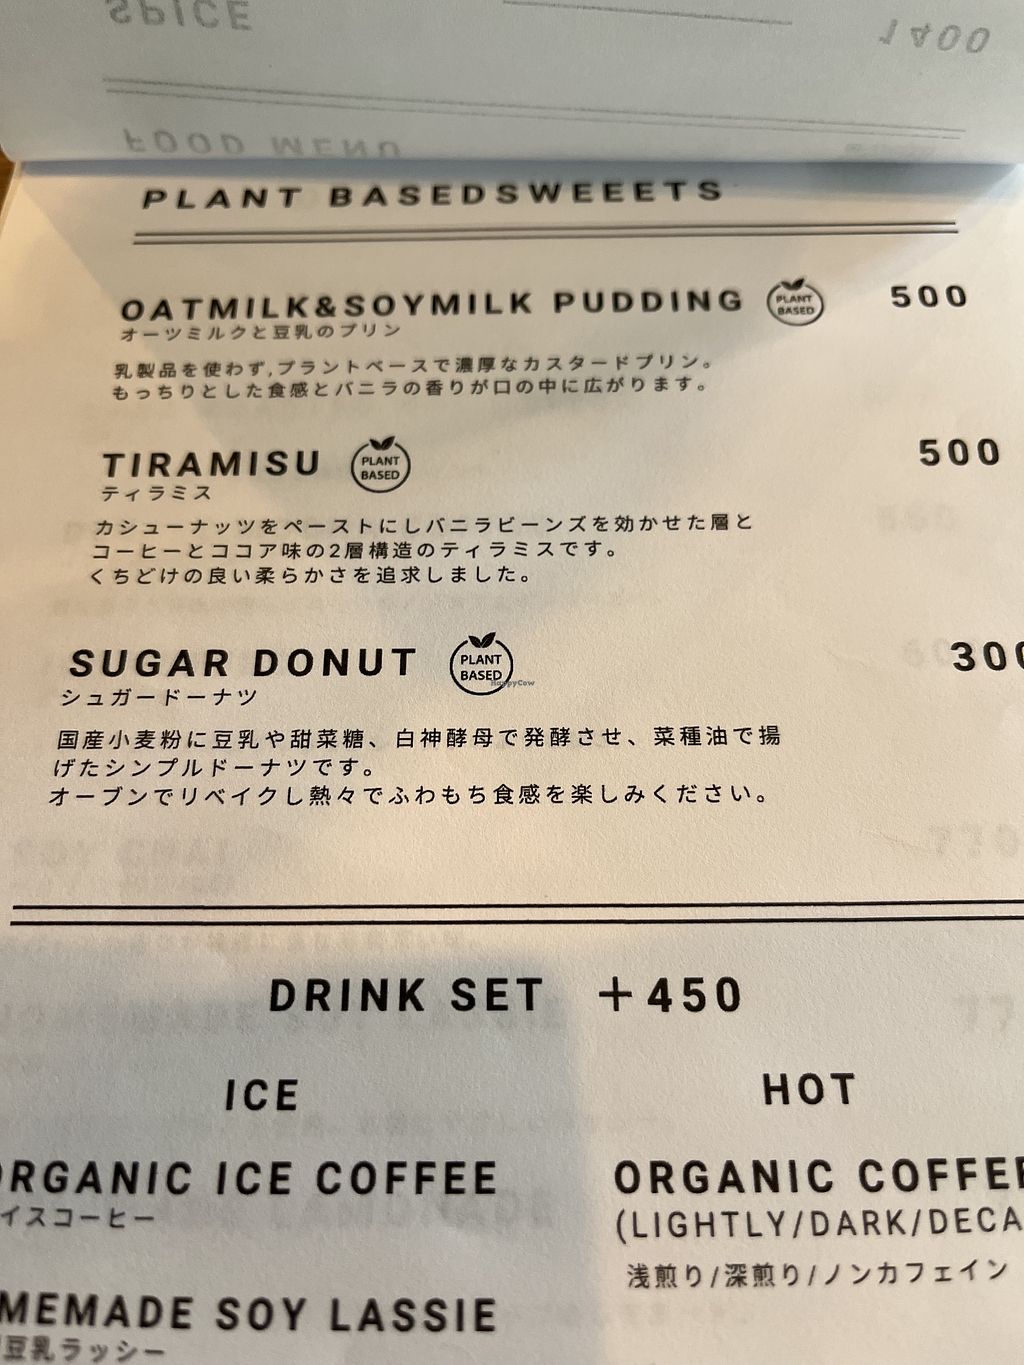 SPICE
1400
FOOD MENU
PLANT BASEDSWEEETS
OATMILK&SOYMILK PUDDING PLANT BASED 500
オーツミルクと豆乳のプリン
乳製品を使わず,プラントベースで濃厚なカスタードプリン。
もっちりとした食感とバニラの香りが口の中に広がります。
TIRAMISU PLANT BASED 500
ティラミス
カシューナッツをペーストにしバニラビーンズを効かせた層と
コーヒーとココア味の2層構造のティラミスです。
くちどけの良い柔らかさを追求しました。
SUGAR DONUT PLANT BASED 300
HappyCow
シュガードーナツ
国産小麦粉に豆乳や甜菜糖、白神酵母で発酵させ、菜種油で揚
げたシンプルドーナツです。
オーブンでリベイクし熱々でふわもち食感を楽しみください。
DRINK SET +450
ICE
HOT
ORGANIC ICE COFFEE
イスコーヒー
ORGANIC COFFEE
(LIGHTLY/DARK/DECA
浅煎り/深煎り/ノンカフェイン
MEMADE SOY LASSIE
豆乳ラッシー